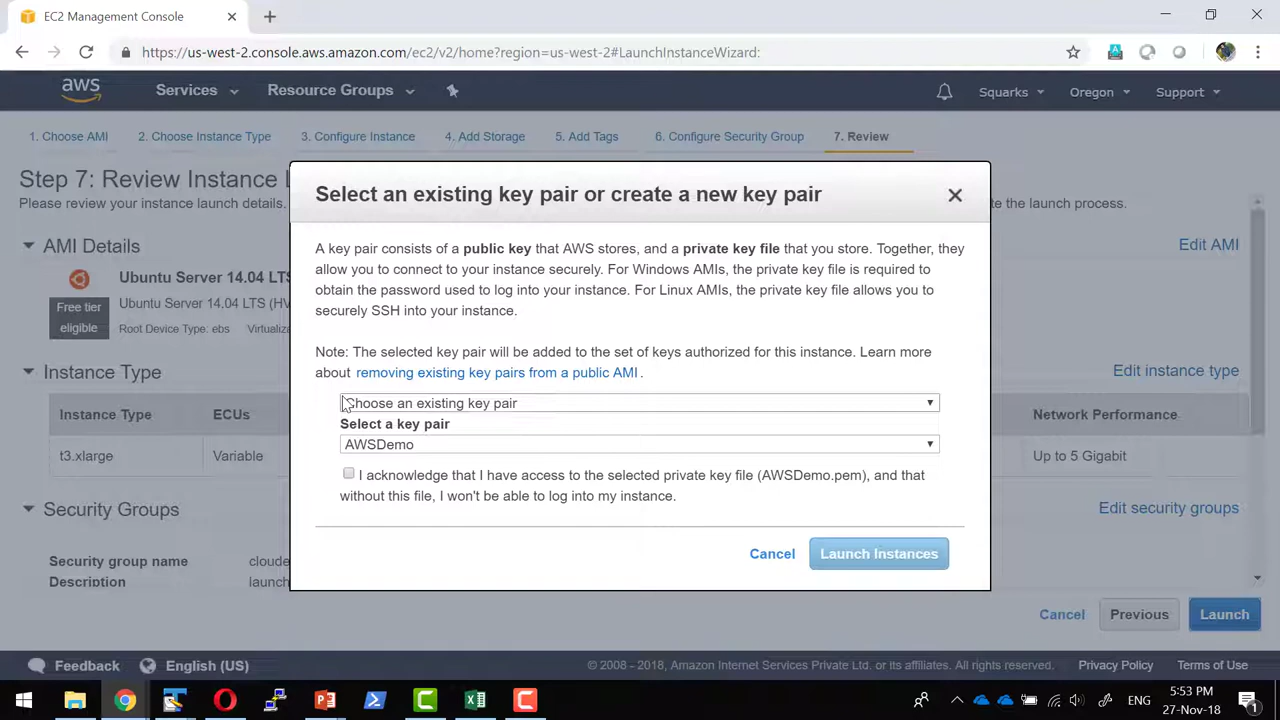 EC2 Management Console
https://us-west-2.console.aws.amazon.com/ec2/v2/home?region=us-west-2#LaunchInstanceWizard:
aws Services Resource Groups Squarks Oregon Support
1. Choose AMI 2. Choose Instance Type 3. Configure Instance 4. Add Storage 5. Add Tags 6. Configure Security Group 7. Review
Step 7: Review Instance L
Please review your instance launch details. e the launch process.
AMI Details
Edit AMI
Ubuntu Server 14.04 LTS
Free tier eligible
Ubuntu Server 14.04 LTS (HV
Root Device Type: ebs Virtualiza
Instance Type
Edit instance type
Instance Type ECUs Network Performance
t3.xlarge Variable Up to 5 Gigabit
Security Groups
Edit security groups
Security group name cloude
Description launch
Select an existing key pair or create a new key pair
A key pair consists of a public key that AWS stores, and a private key file that you store. Together, they
allow you to connect to your instance securely. For Windows AMIs, the private key file is required to
obtain the password used to log into your instance. For Linux AMIs, the private key file allows you to
securely SSH into your instance.
Note: The selected key pair will be added to the set of keys authorized for this instance. Learn more
about removing existing key pairs from a public AMI .
Choose an existing key pair
Select a key pair
AWSDemo
I acknowledge that I have access to the selected private key file (AWSDemo.pem), and that
without this file, I won't be able to log into my instance.
Cancel Launch Instances
Cancel Previous Launch
Feedback English (US) © 2008 - 2018, Amazon Internet Services Private Ltd. or its affiliates. All rights reserved. Privacy Policy Terms of Use
ENG
5:53 PM
27-Nov-18
1